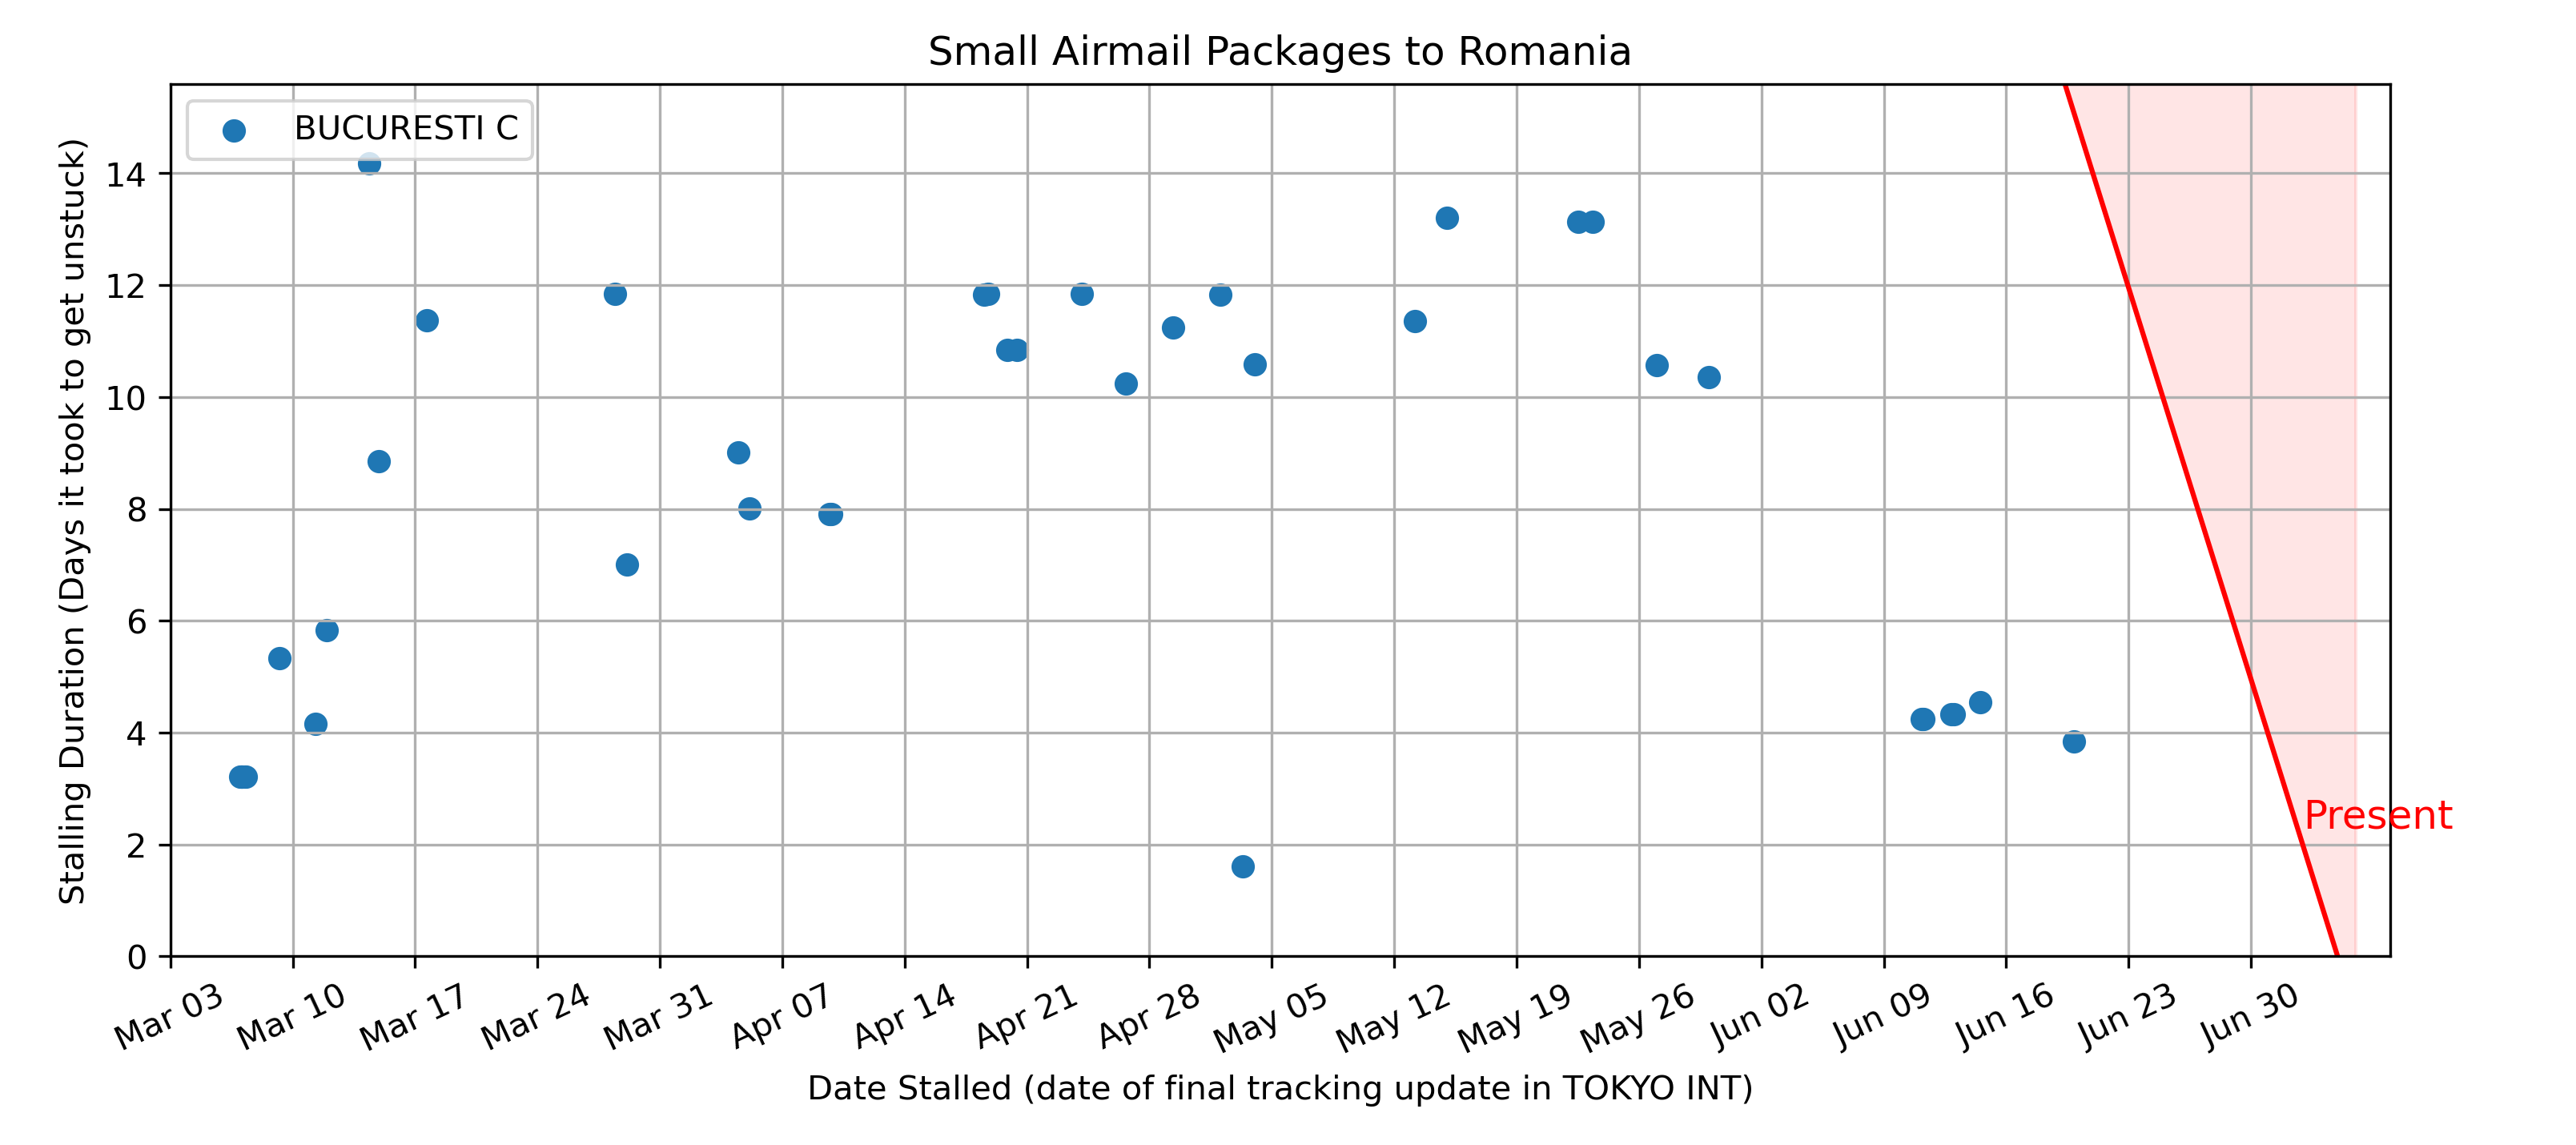 Small Airmail Packages to Romania
BUCURESTI C
Stalling Duration (Days it took to get unstuck)
14
12
10
8
6
4
2
0
Present
Mar 03
Mar 10
Mar 17
Mar 24
Mar 31
Apr 07
Apr 14
Apr 21
Apr 28
May 05
May 12
May 19
May 26
Jun 02
Jun 09
Jun 16
Jun 23
Jun 30
Date Stalled (date of final tracking update in TOKYO INT)